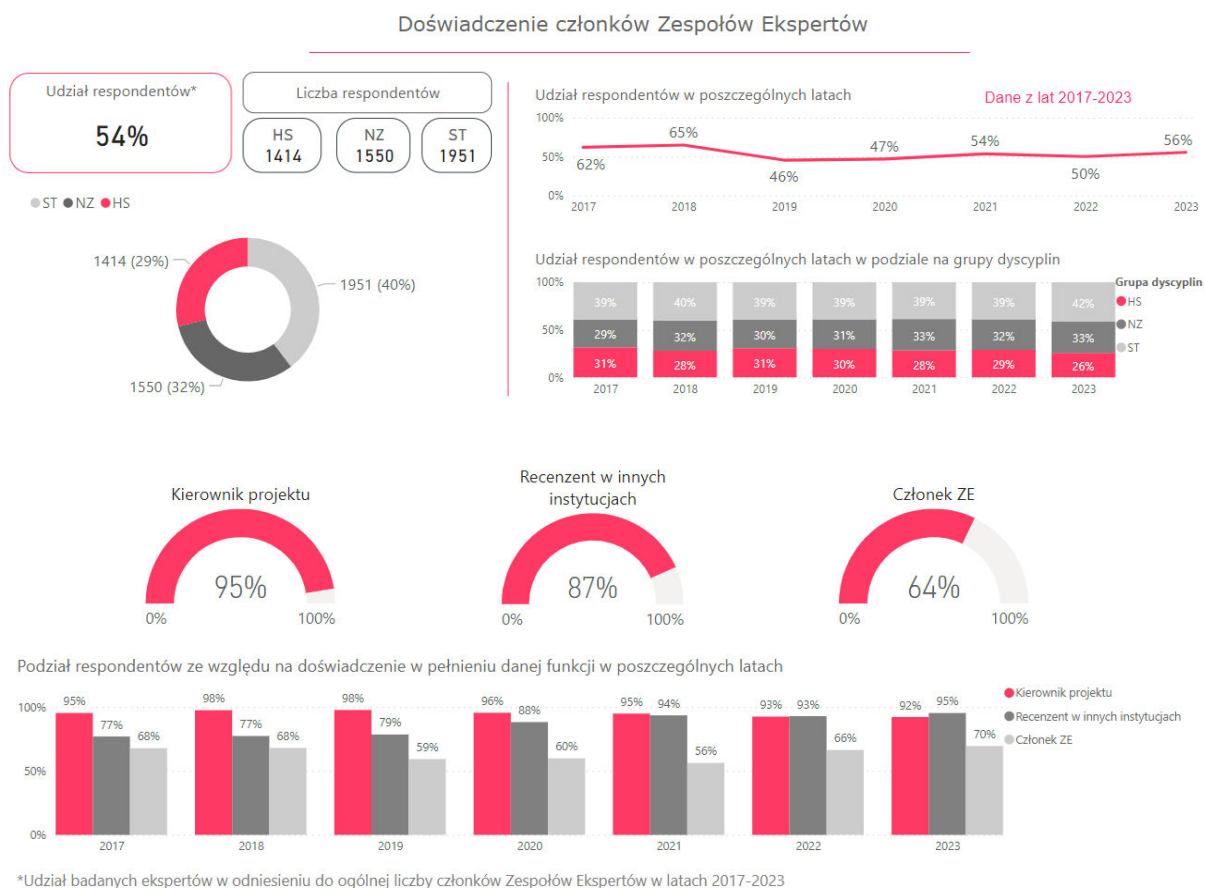 Doświadczenie członków Zespołów Ekspertów
Udział respondentów*
54%
Liczba respondentów
HS
1414
NZ
1550
ST
1951
ST NZ HS
1414 (29%)
1951 (40%)
1550 (32%)
Udział respondentów w poszczególnych latach
Dane z lat 2017-2023
100%
50%
0%
62%
65%
46%
47%
54%
50%
56%
2017 2018 2019 2020 2021 2022 2023
Udział respondentów w poszczególnych latach w podziale na grupy dyscyplin
100%
50%
0%
39% 40% 39% 39% 39% 39% 42%
29% 32% 30% 31% 33% 32% 33%
31% 28% 31% 30% 28% 29% 26%
2017 2018 2019 2020 2021 2022 2023
Grupa dyscyplin
HS
NZ
ST
Kierownik projektu
95%
0% 100%
Recenzent w innych
instytucjach
87%
0% 100%
Członek ZE
64%
0% 100%
Podział respondentów ze względu na doświadczenie w pełnieniu danej funkcji w poszczególnych latach
100%
50%
0%
95% 77% 68%
98% 77% 68%
98% 79% 59%
96% 88% 60%
95% 94% 56%
93% 93% 66%
92% 95% 70%
2017 2018 2019 2020 2021 2022 2023
Kierownik projektu
Recenzent w innych instytucjach
Członek ZE
*Udział badanych ekspertów w odniesieniu do ogólnej liczby członków Zespołów Ekspertów w latach 2017-2023